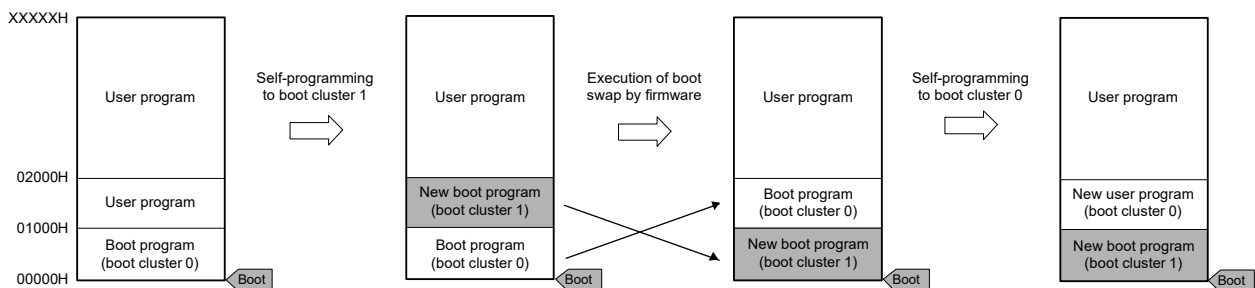 XXXXXH
02000H
01000H
00000H
User program
User program
Boot program
(boot cluster 0)
Boot
Self-programming
to boot cluster 1
User program
New boot program
(boot cluster 1)
Boot program
(boot cluster 0)
Boot
Execution of boot
swap by firmware
User program
Boot program
(boot cluster 0)
New boot program
(boot cluster 1)
Boot
Self-programming
to boot cluster 0
User program
New user program
(boot cluster 0)
New boot program
(boot cluster 1)
Boot